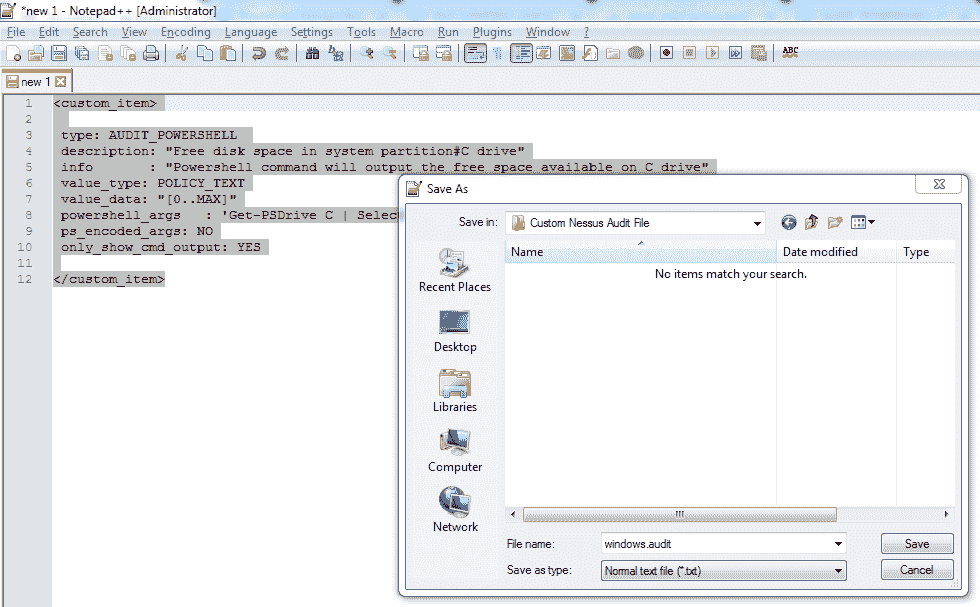 *new 1 - Notepad++ [Administrator]
File Edit Search View Encoding Language Settings Tools Macro Run Plugins Window ?
ABC
new 1
1 <custom_item>
2
3 type: AUDIT_POWERSHELL
4 description: "Free disk space in system partition#C drive"
5 info : "Powershell command will output the free space available on C drive"
6 value_type: POLICY_TEXT
7 value_data: "[0..MAX]"
8 powershell_args : 'Get-PSDrive C | Selec
9 ps_encoded_args: NO
10 only_show_cmd_output: YES
11
12 </custom_item>
Save As
Save in: Custom Nessus Audit File
Name Date modified Type
No items match your search.
Recent Places
Desktop
Libraries
Computer
Network
File name: windows.audit Save
Save as type: Normal text file (*.txt) Cancel